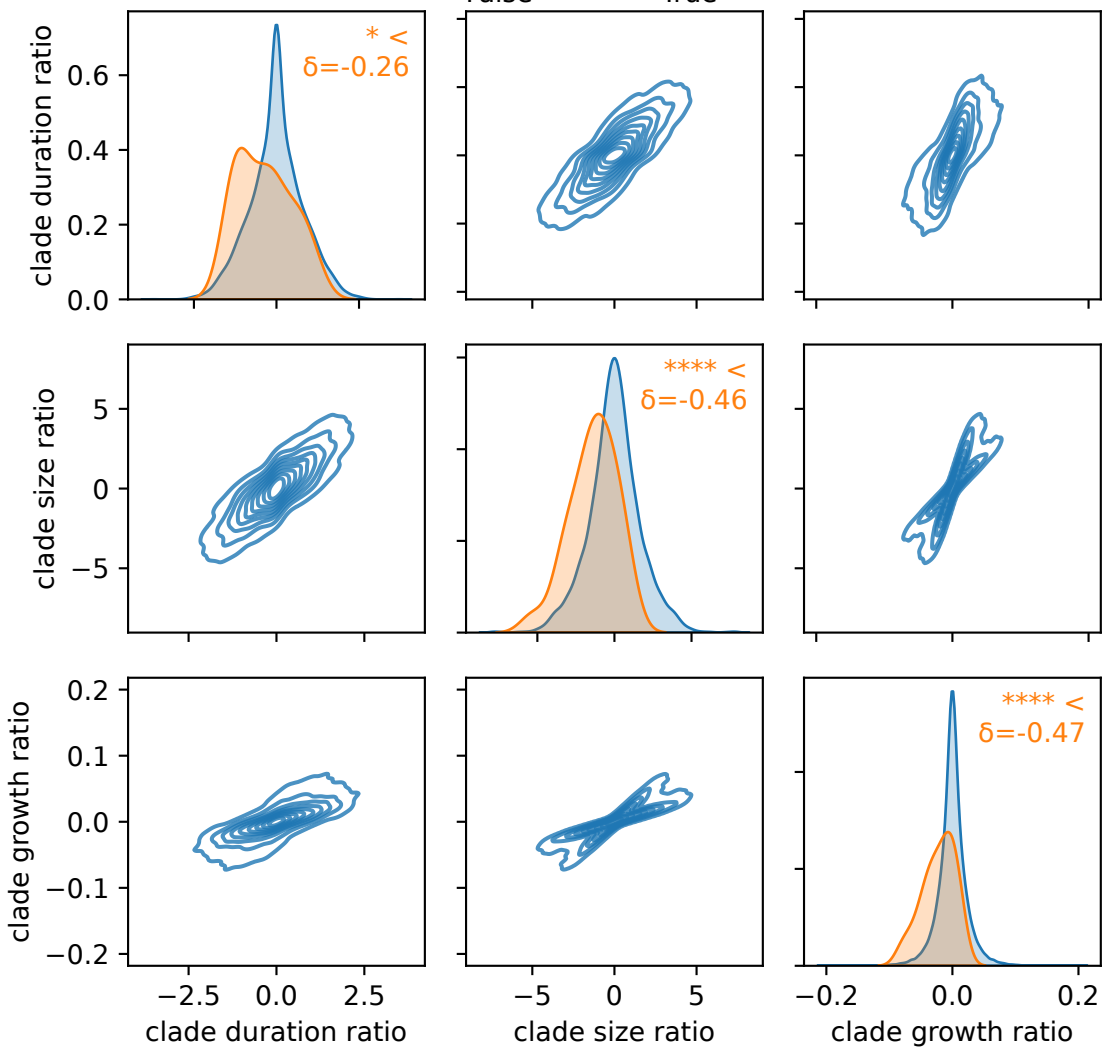 * <
δ=-0.26
clade duration ratio
0.6
0.4
0.2
0.0
**** <
δ=-0.46
clade size ratio
5
0
−5
**** <
δ=-0.47
clade growth ratio
0.2
0.1
0.0
−0.1
−0.2
−2.5 0.0 2.5 −5 0 5 −0.2 0.0 0.2
clade duration ratio clade size ratio clade growth ratio